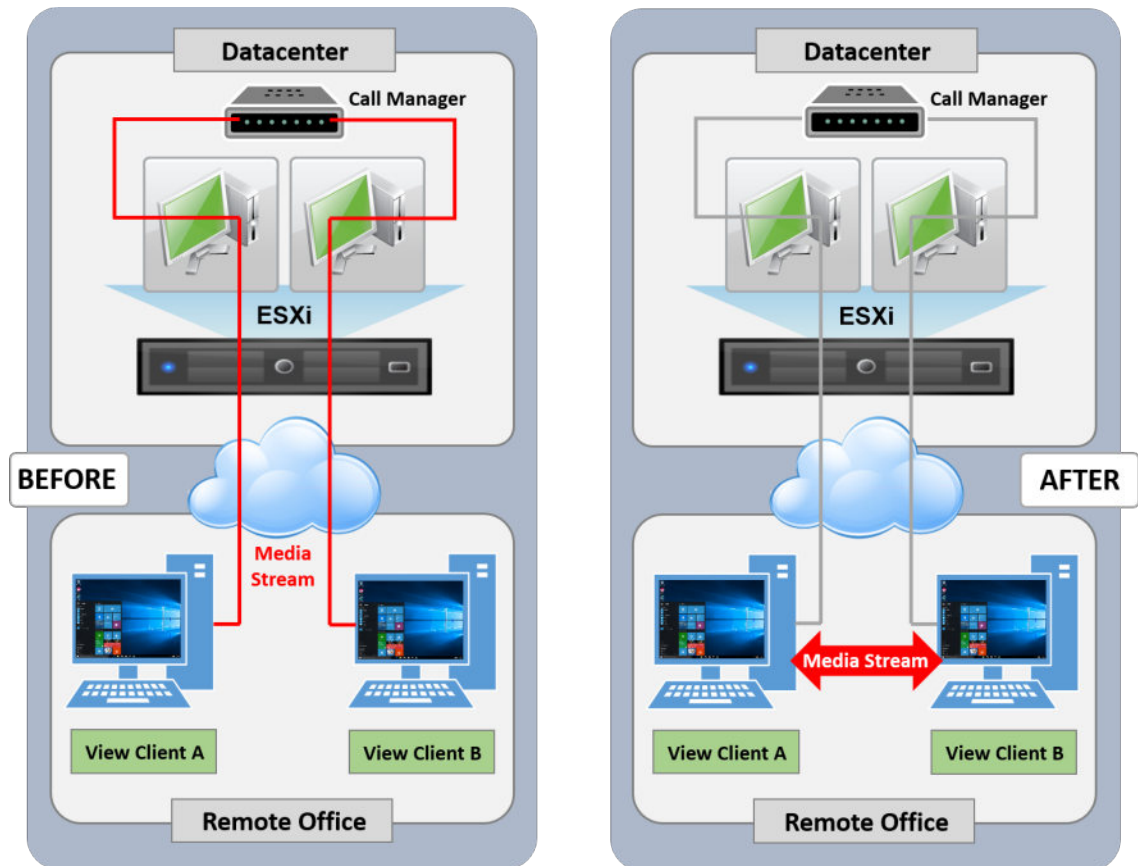 Datacenter
Call Manager
ESXi
BEFORE
Media
Stream
View Client A
View Client B
Remote Office
Datacenter
Call Manager
ESXi
AFTER
Media Stream
View Client A
View Client B
Remote Office